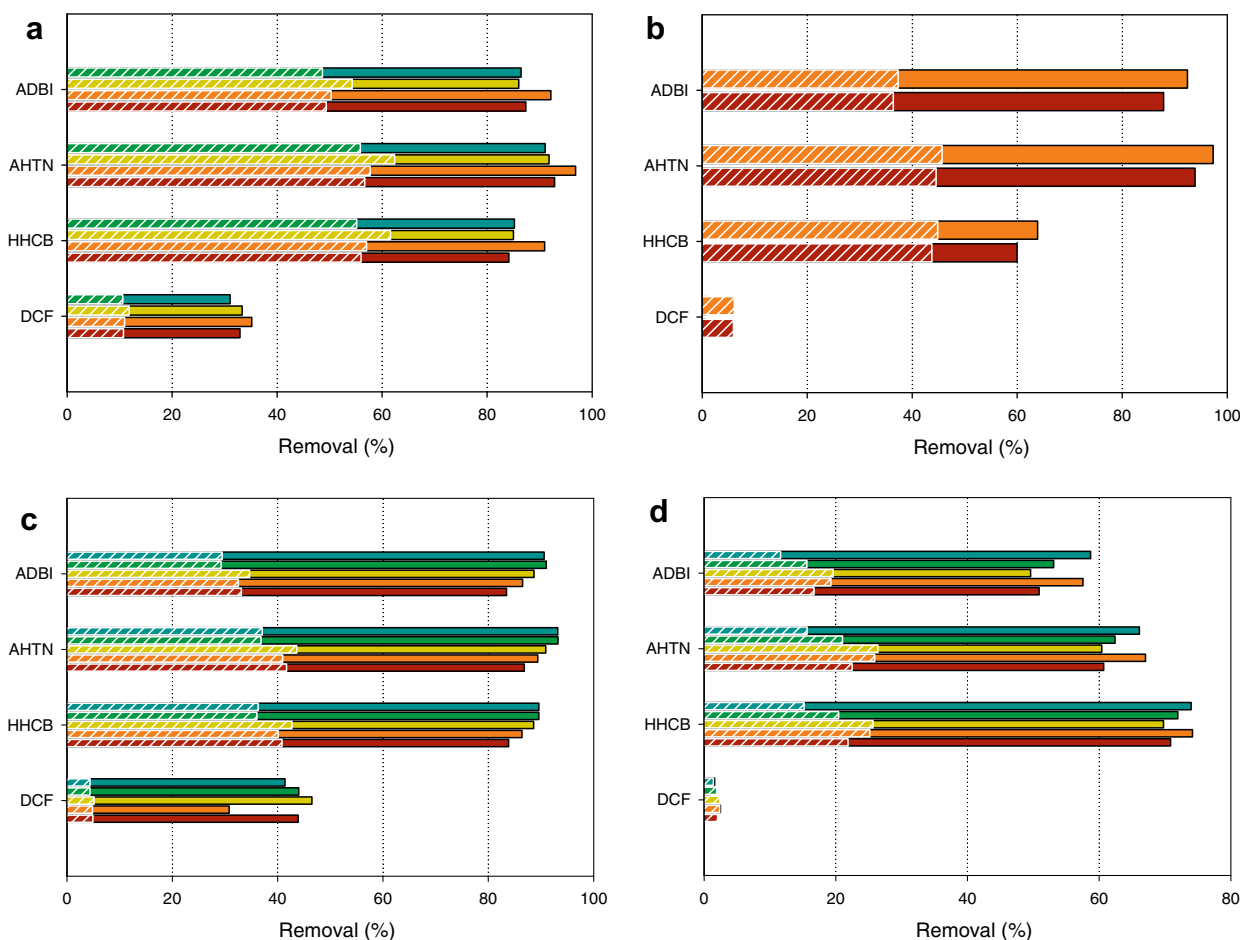 a
ADBI
AHTN
HHCB
DCF
0 20 40 60 80 100
Removal (%)
b
ADBI
AHTN
HHCB
DCF
0 20 40 60 80 100
Removal (%)
c
ADBI
AHTN
HHCB
DCF
0 20 40 60 80 100
Removal (%)
d
ADBI
AHTN
HHCB
DCF
0 20 40 60 80
Removal (%)